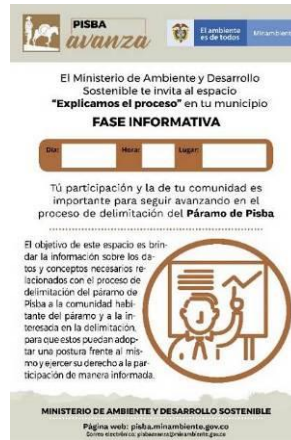 PISBA
avanza
El ambiente
es de todos
Minambiente
El Ministerio de Ambiente y Desarrollo
Sostenible te invita al espacio
“Explicamos el proceso” en tu municipio
FASE INFORMATIVA
Día: Hora: Lugar:
Tú participación y la de tu comunidad es
importante para seguir avanzando en el
proceso de delimitación del Páramo de Pisba
El objetivo de este espacio es brin-
dar la información sobre los da-
tos y conceptos necesarios re-
lacionados con el proceso de
delimitación del páramo de
Pisba a la comunidad habi-
tante del páramo y a la in-
teresada en la delimitación,
para que estos puedan adop-
tar una postura frente al mis-
mo y ejercer su derecho a la par-
ticipación de manera informada.
MINISTERIO DE AMBIENTE Y DESARROLLO SOSTENIBLE
Página web: pisba.minambiente.gov.co
Correo electrónico: pisbaavanza@minambiente.gov.co